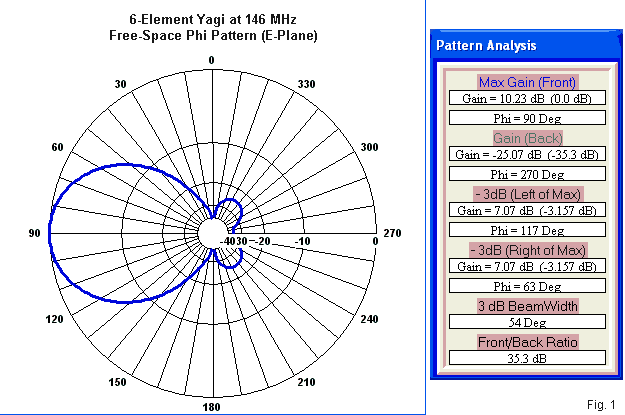 6-Element Yagi at 146 MHz
Free-Space Phi Pattern (E-Plane)
0
30
330
60
300
90
-40
-30
-20
-10
0
270
120
240
150
210
180
Pattern Analysis
Max Gain (Front)
Gain = 10.23 dB (0.0 dB)
Phi = 90 Deg
Gain (Back)
Gain = -25.07 dB (-35.3 dB)
Phi = 270 Deg
- 3dB (Left of Max)
Gain = 7.07 dB (-3.157 dB)
Phi = 117 Deg
- 3dB (Right of Max)
Gain = 7.07 dB (-3.157 dB)
Phi = 63 Deg
3 dB BeamWidth
54 Deg
Front/Back Ratio
35.3 dB
Fig. 1